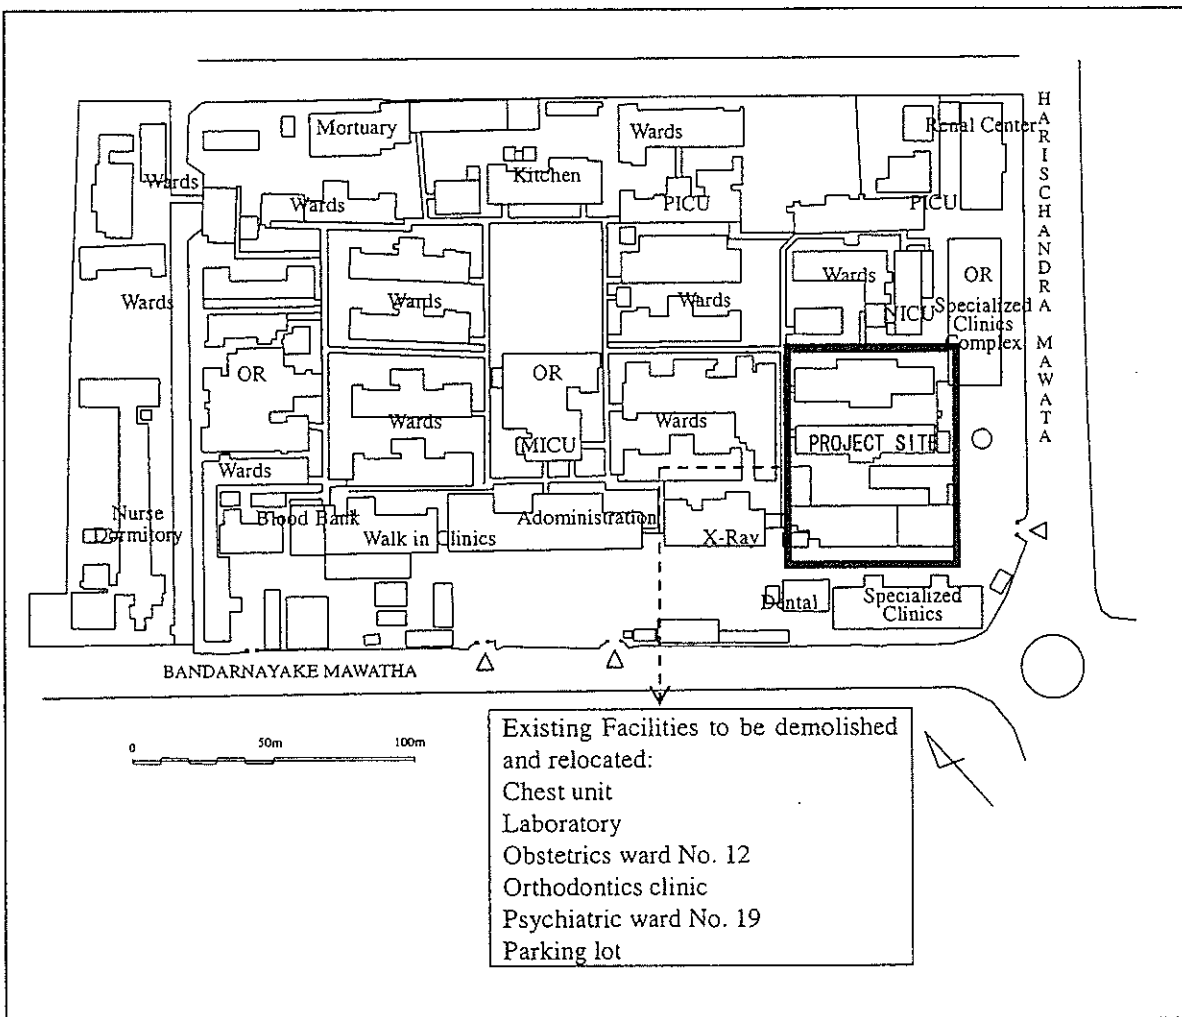 HARISCHANDRA MAWATA
Mortuary
Wards
Renal Center
Wards
Kitchen
Wards
PICU
PICU
Wards
Wards
Wards
Wards
OR
NICU
Specialized
Clinics
Complex
OR
OR
Wards
Wards
MICU
PROJECT SITE
Wards
Nurse
Dormitory
Blood Bank
Walk in Clinics
Adominístration
X-Ray
Dental
Specialized
Clinics
BANDARNAYAKE MAWATHA
0 50m 100m
Existing Facilities to be demolished
and relocated:
Chest unit
Laboratory
Obstetrics ward No. 12
Orthodontics clinic
Psychiatric ward No. 19
Parking lot